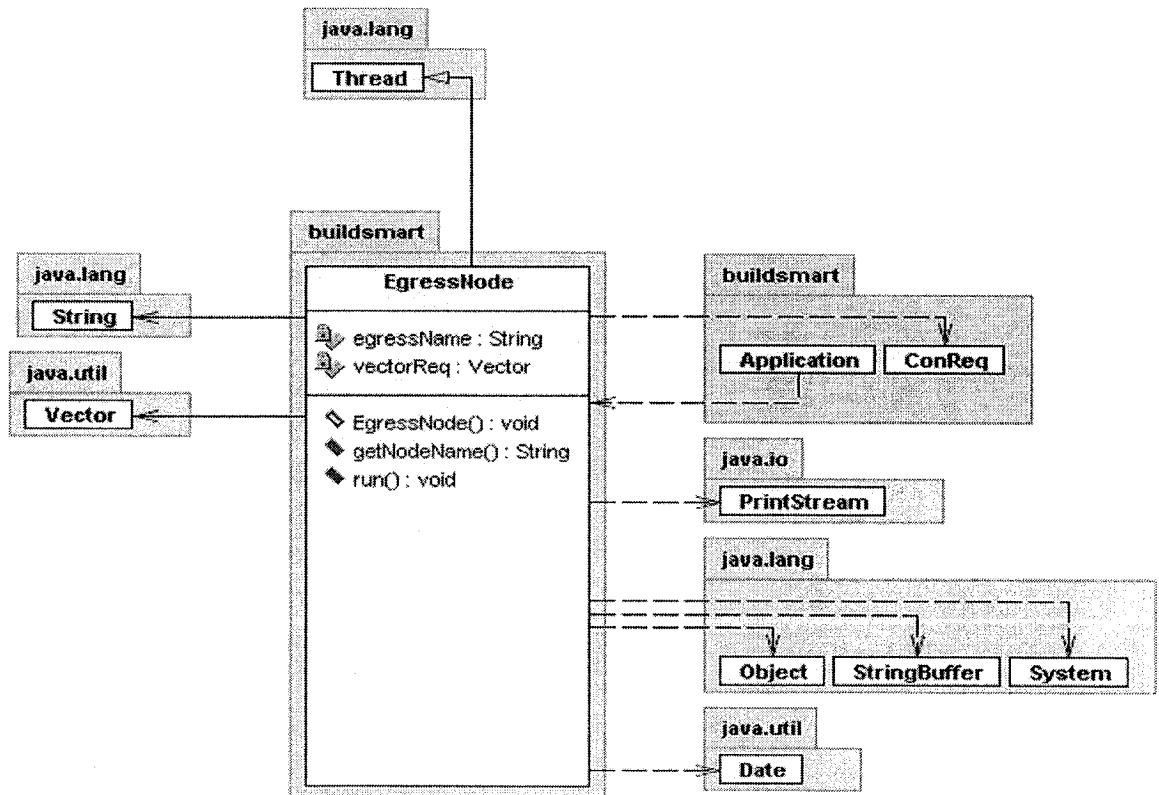 java.lang
Thread
buildsmart
EgressNode
egressName : String
vectorReq : Vector
EgressNode() : void
getNodeName() : String
run() : void
java.lang
String
java.util
Vector
buildsmart
Application
ConReq
java.io
PrintStream
java.lang
Object
StringBuffer
System
java.util
Date